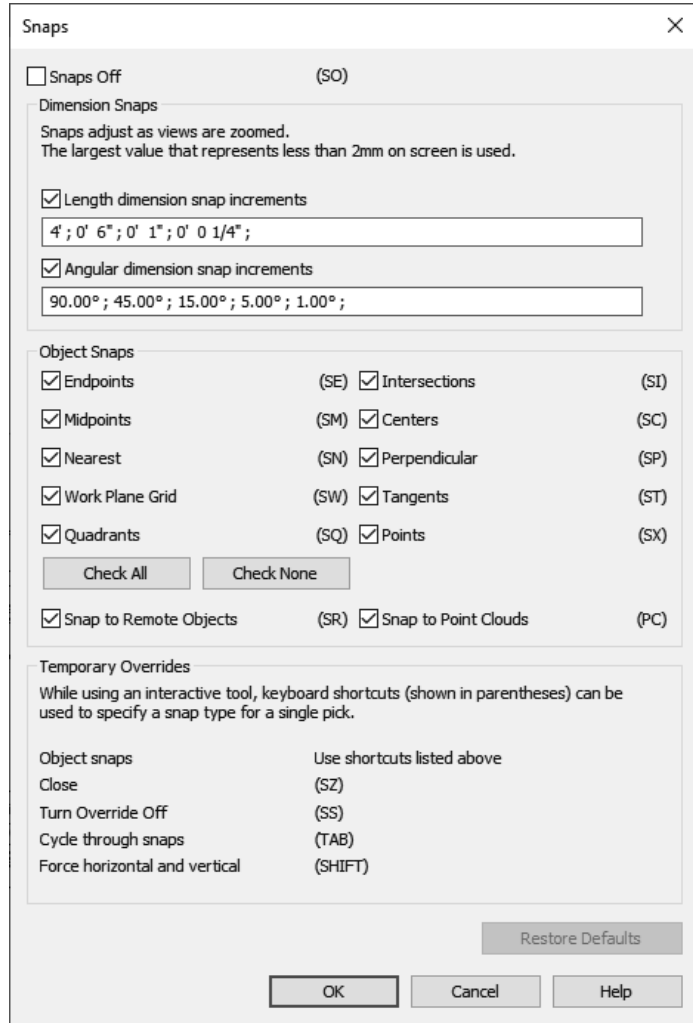 Snaps
Snaps Off (SO)
Dimension Snaps
Snaps adjust as views are zoomed.
The largest value that represents less than 2mm on screen is used.
Length dimension snap increments
4' ; 0' 6" ; 0' 1" ; 0' 0 1/4" ;
Angular dimension snap increments
90.00° ; 45.00° ; 15.00° ; 5.00° ; 1.00° ;
Object Snaps
Endpoints (SE) Intersections (SI)
Midpoints (SM) Centers (SC)
Nearest (SN) Perpendicular (SP)
Work Plane Grid (SW) Tangents (ST)
Quadrants (SQ) Points (SX)
Check All Check None
Snap to Remote Objects (SR) Snap to Point Clouds (PC)
Temporary Overrides
While using an interactive tool, keyboard shortcuts (shown in parentheses) can be
used to specify a snap type for a single pick.
Object snaps Use shortcuts listed above
Close (SZ)
Turn Override Off (SS)
Cycle through snaps (TAB)
Force horizontal and vertical (SHIFT)
Restore Defaults
OK Cancel Help